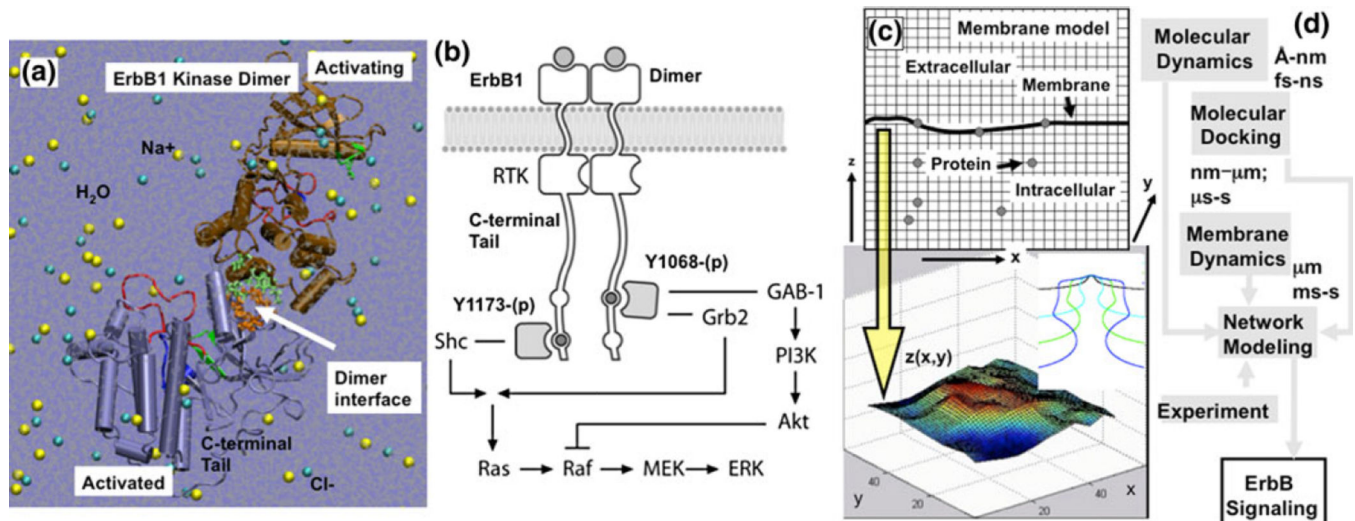 (a)
ErbB1 Kinase Dimer
Activating
Na+
H2O
Dimer
interface
C-terminal
Tail
Activated
Cl-
(b)
ErbB1
Dimer
RTK
C-terminal
Tail
Y1068-(p)
Y1173-(p)
GAB-1
Grb2
Shc
PI3K
Akt
Ras
Raf
MEK
ERK
(c)
Membrane model
Extracellular
Membrane
Protein
Intracellular
z
y
x
z(x,y)
40
20
20
40
y
x
(d)
Molecular
Dynamics
Å-nm
fs-ns
Molecular
Docking
nm–μm;
μs-s
Membrane
Dynamics
μm
ms-s
Network
Modeling
Experiment
ErbB
Signaling